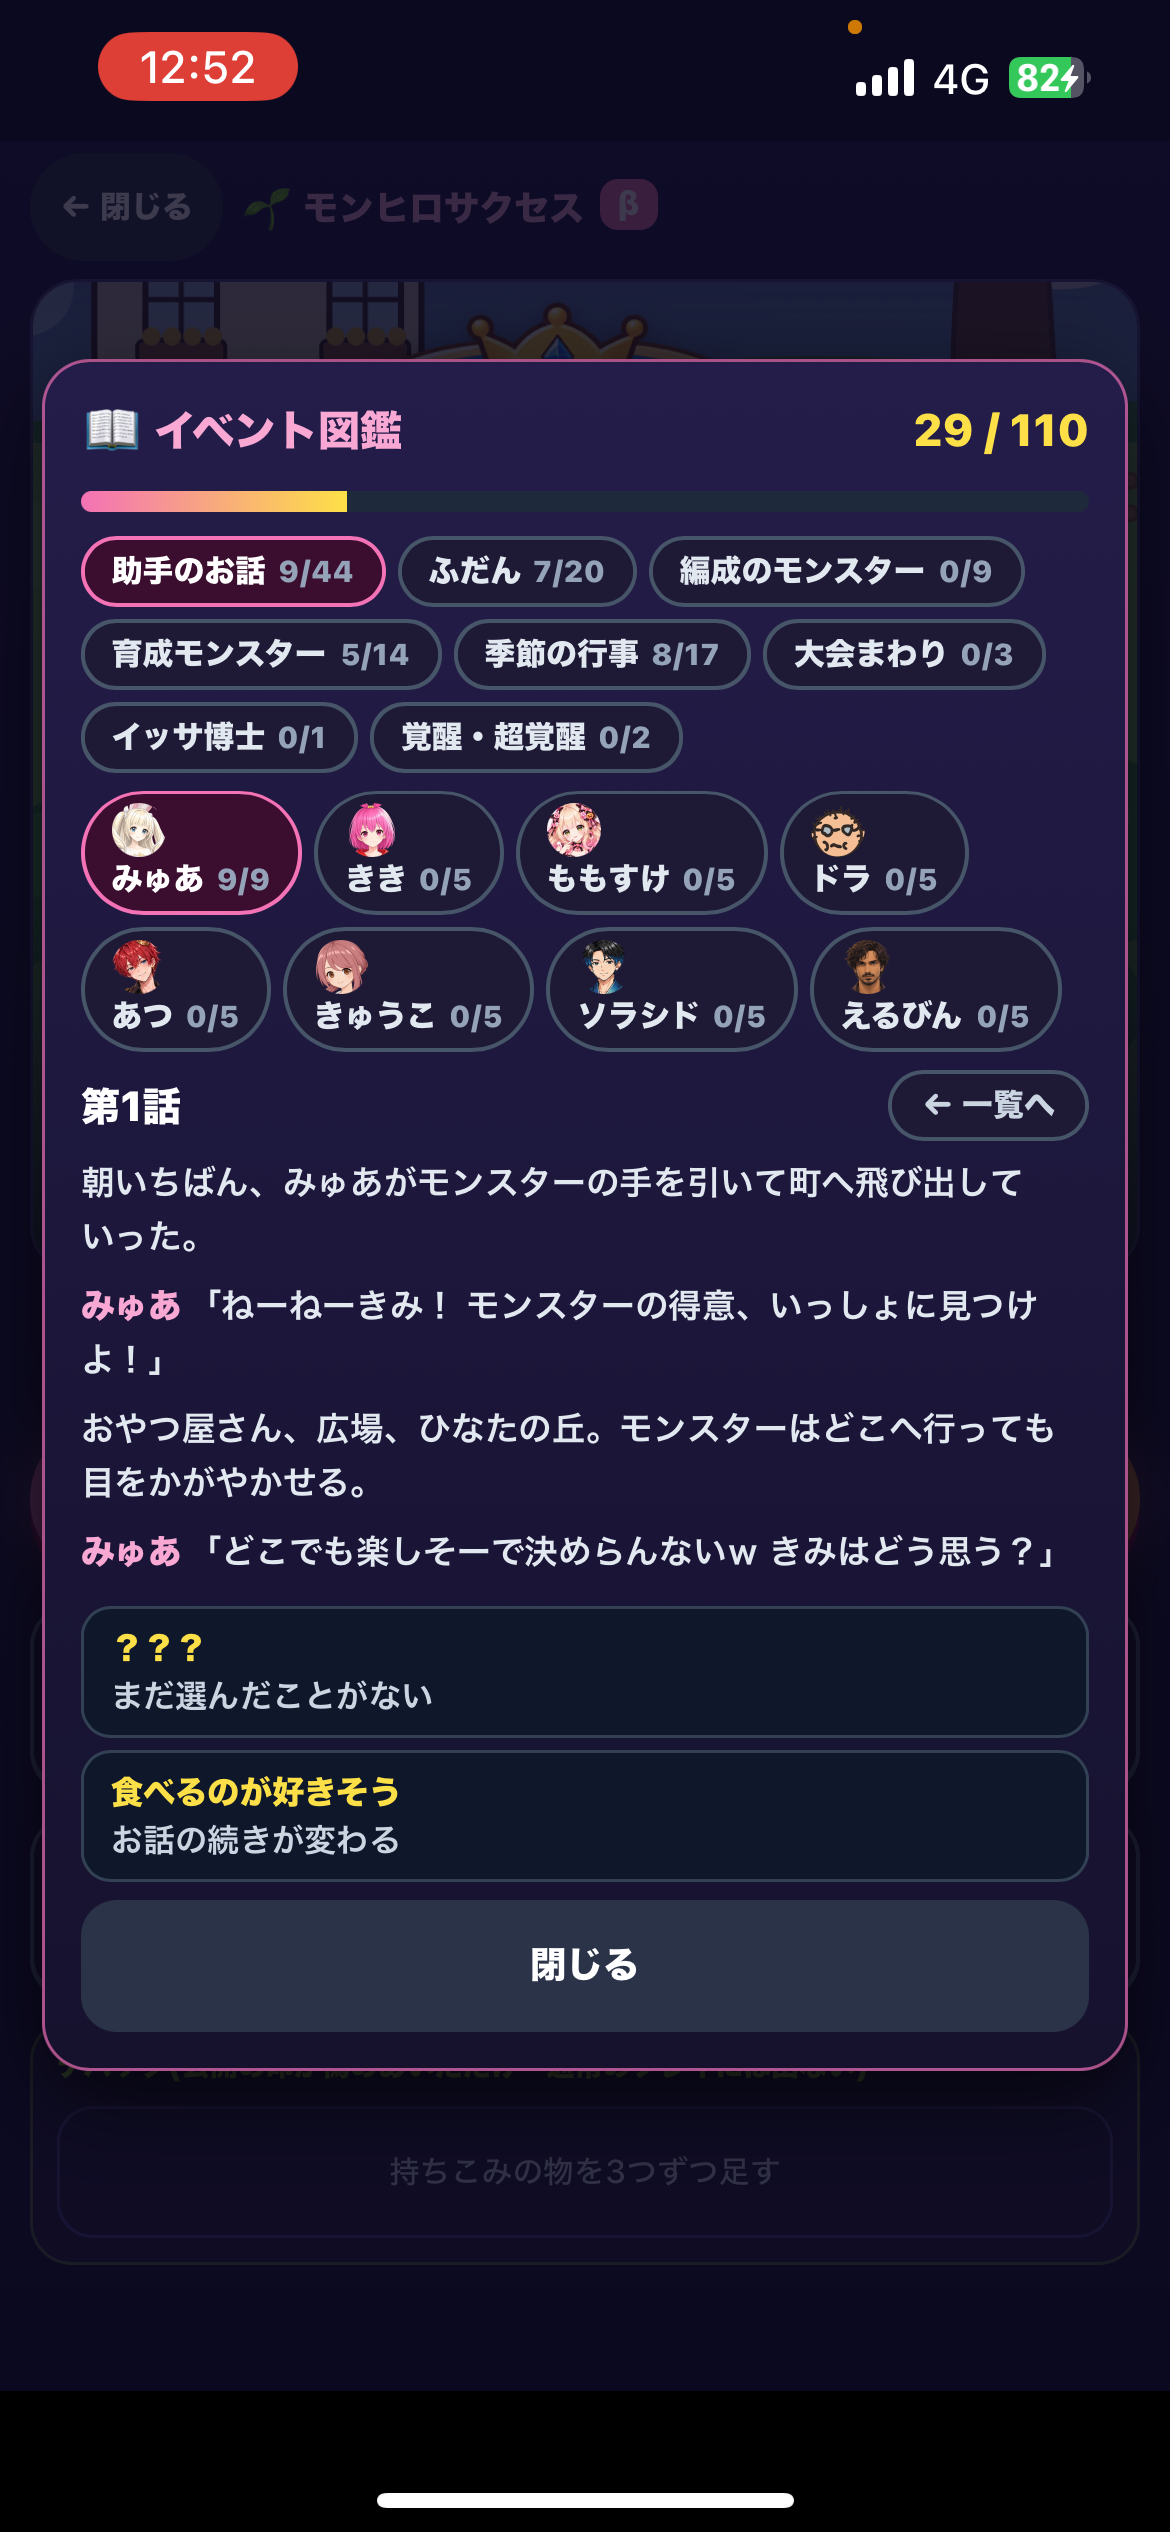 12:52
4G
82
← 閉じる
モンヒロサクセス
β
イベント図鑑
29 / 110
助手のお話 9/44
ふだん 7/20
編成のモンスター 0/9
育成モンスター 5/14
季節の行事 8/17
大会まわり 0/3
イッサ博士 0/1
覚醒・超覚醒 0/2
みゅあ 9/9
きき 0/5
ももすけ 0/5
ドラ 0/5
あつ 0/5
きゅうこ 0/5
ソラシド 0/5
えるびん 0/5
第1話
← 一覧へ
朝いちばん、みゅあがモンスターの手を引いて町へ飛び出して
いった。
みゅあ 「ねーねーきみ！ モンスターの得意、いっしょに見つけ
よ！」
おやつ屋さん、広場、ひなたの丘。モンスターはどこへ行っても
目をかがやかせる。
みゅあ 「どこでも楽しそーで決めらんないw きみはどう思う？」
？？？
まだ選んだことがない
食べるのが好きそう
お話の続きが変わる
閉じる
持ちこみの物を3つずつ足す